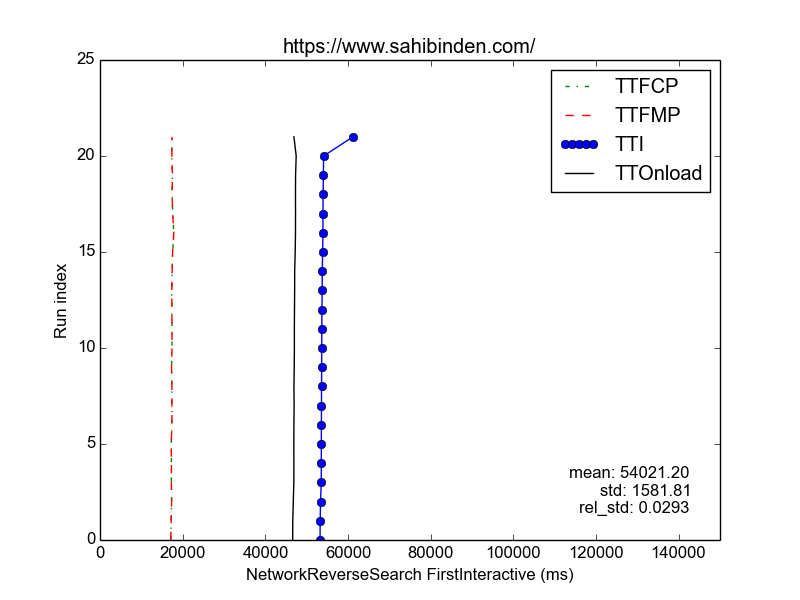 https://www.sahibinden.com/
25
20
15
10
5
0
Run index
TTFCP
TTFMP
TTI
TTOnload
mean: 54021.20
std: 1581.81
rel_std: 0.0293
0 20000 40000 60000 80000 100000 120000 140000
NetworkReverseSearch FirstInteractive (ms)